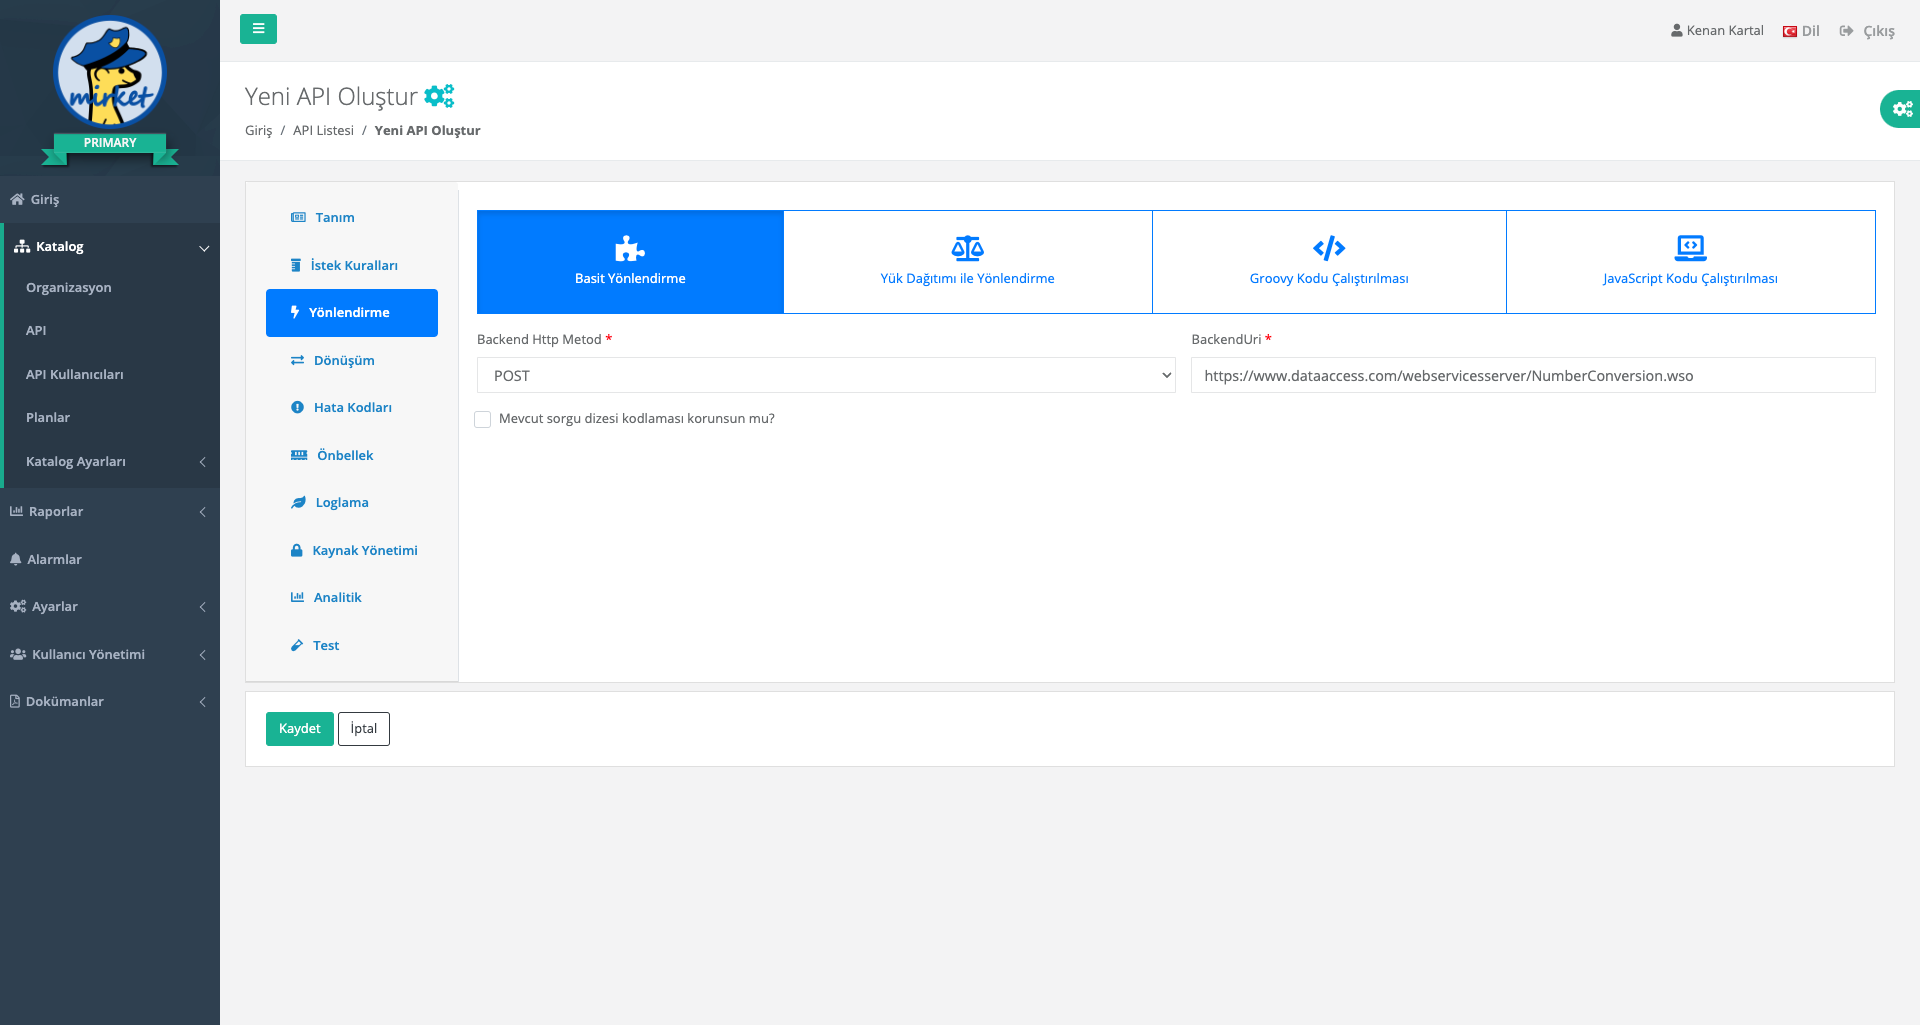 mirket
PRIMARY
Giriş
Katalog
Organizasyon
API
API Kullanıcıları
Planlar
Katalog Ayarları
Raporlar
Alarmlar
Ayarlar
Kullanıcı Yönetimi
Dokümanlar
Kenan Kartal
Dil
Çıkış
Yeni API Oluştur
Giriş / API Listesi / Yeni API Oluştur
Tanım
İstek Kuralları
Yönlendirme
Dönüşüm
Hata Kodları
Önbellek
Loglama
Kaynak Yönetimi
Analitik
Test
Basit Yönlendirme
Yük Dağıtımı ile Yönlendirme
Groovy Kodu Çalıştırılması
JavaScript Kodu Çalıştırılması
Backend Http Metod *
POST
BackendUri *
https://www.dataaccess.com/webservicesserver/NumberConversion.wso
Mevcut sorgu dizesi kodlaması korunsun mu?
Kaydet
İptal